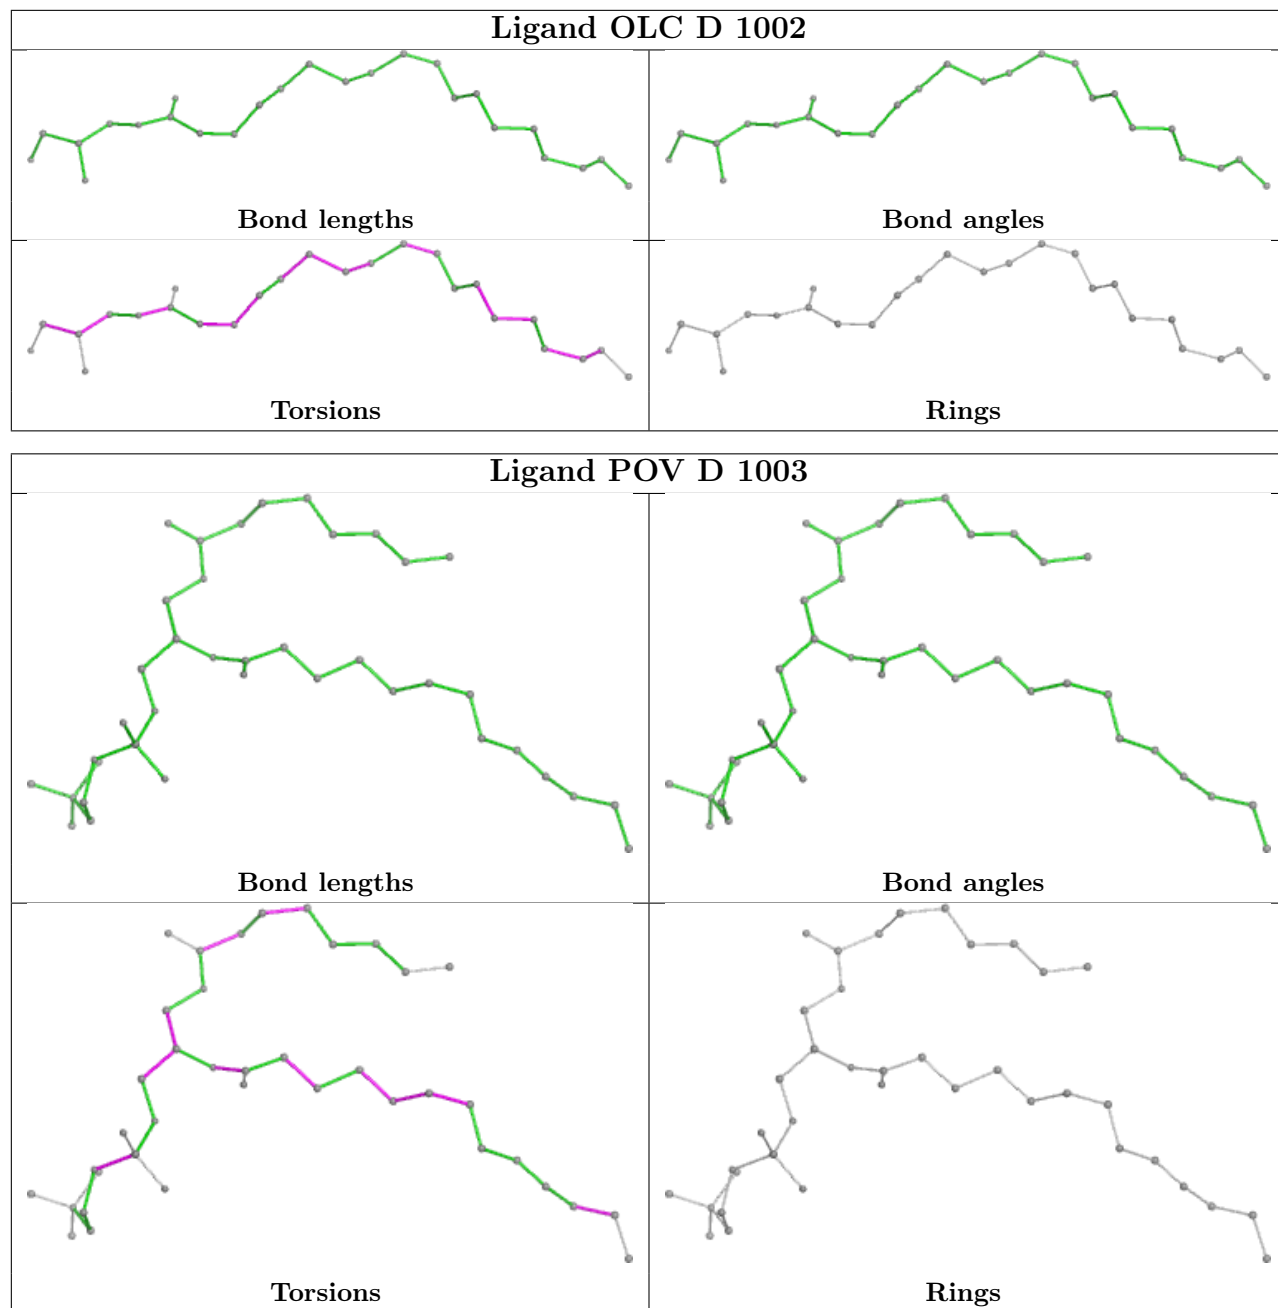 Ligand OLC D 1002
Bond lengths
Bond angles
Torsions
Rings
Ligand POV D 1003
Bond lengths
Bond angles
Torsions
Rings